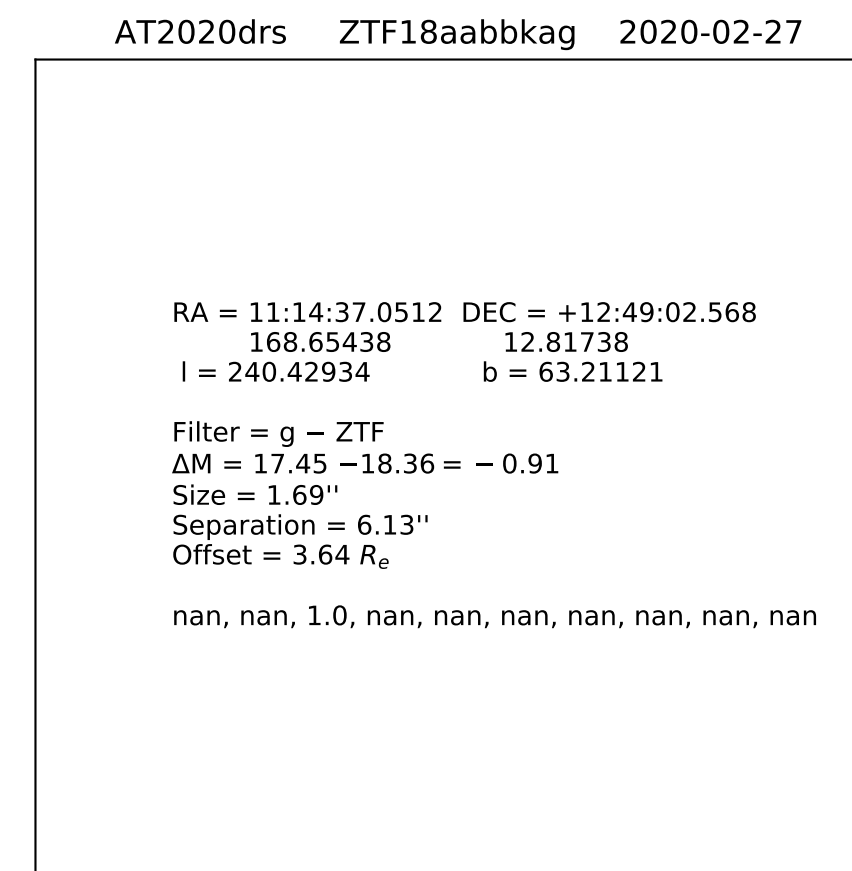 AT2020drs ZTF18aabbkag 2020-02-27
RA = 11:14:37.0512 DEC = +12:49:02.568
168.65438 12.81738
l = 240.42934 b = 63.21121
Filter = g − ZTF
ΔM = 17.45 −18.36 = − 0.91
Size = 1.69''
Separation = 6.13''
Offset = 3.64 Re
nan, nan, 1.0, nan, nan, nan, nan, nan, nan, nan